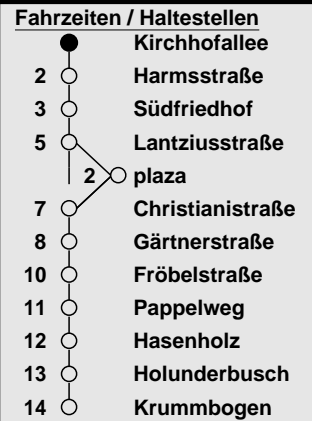 Fahrzeiten / Haltestellen
Kirchhofallee
2 Harmsstraße
3 Südfriedhof
5 Lantziusstraße
2 plaza
7 Christianistraße
8 Gärtnerstraße
10 Fröbelstraße
11 Pappelweg
12 Hasenholz
13 Holunderbusch
14 Krummbogen